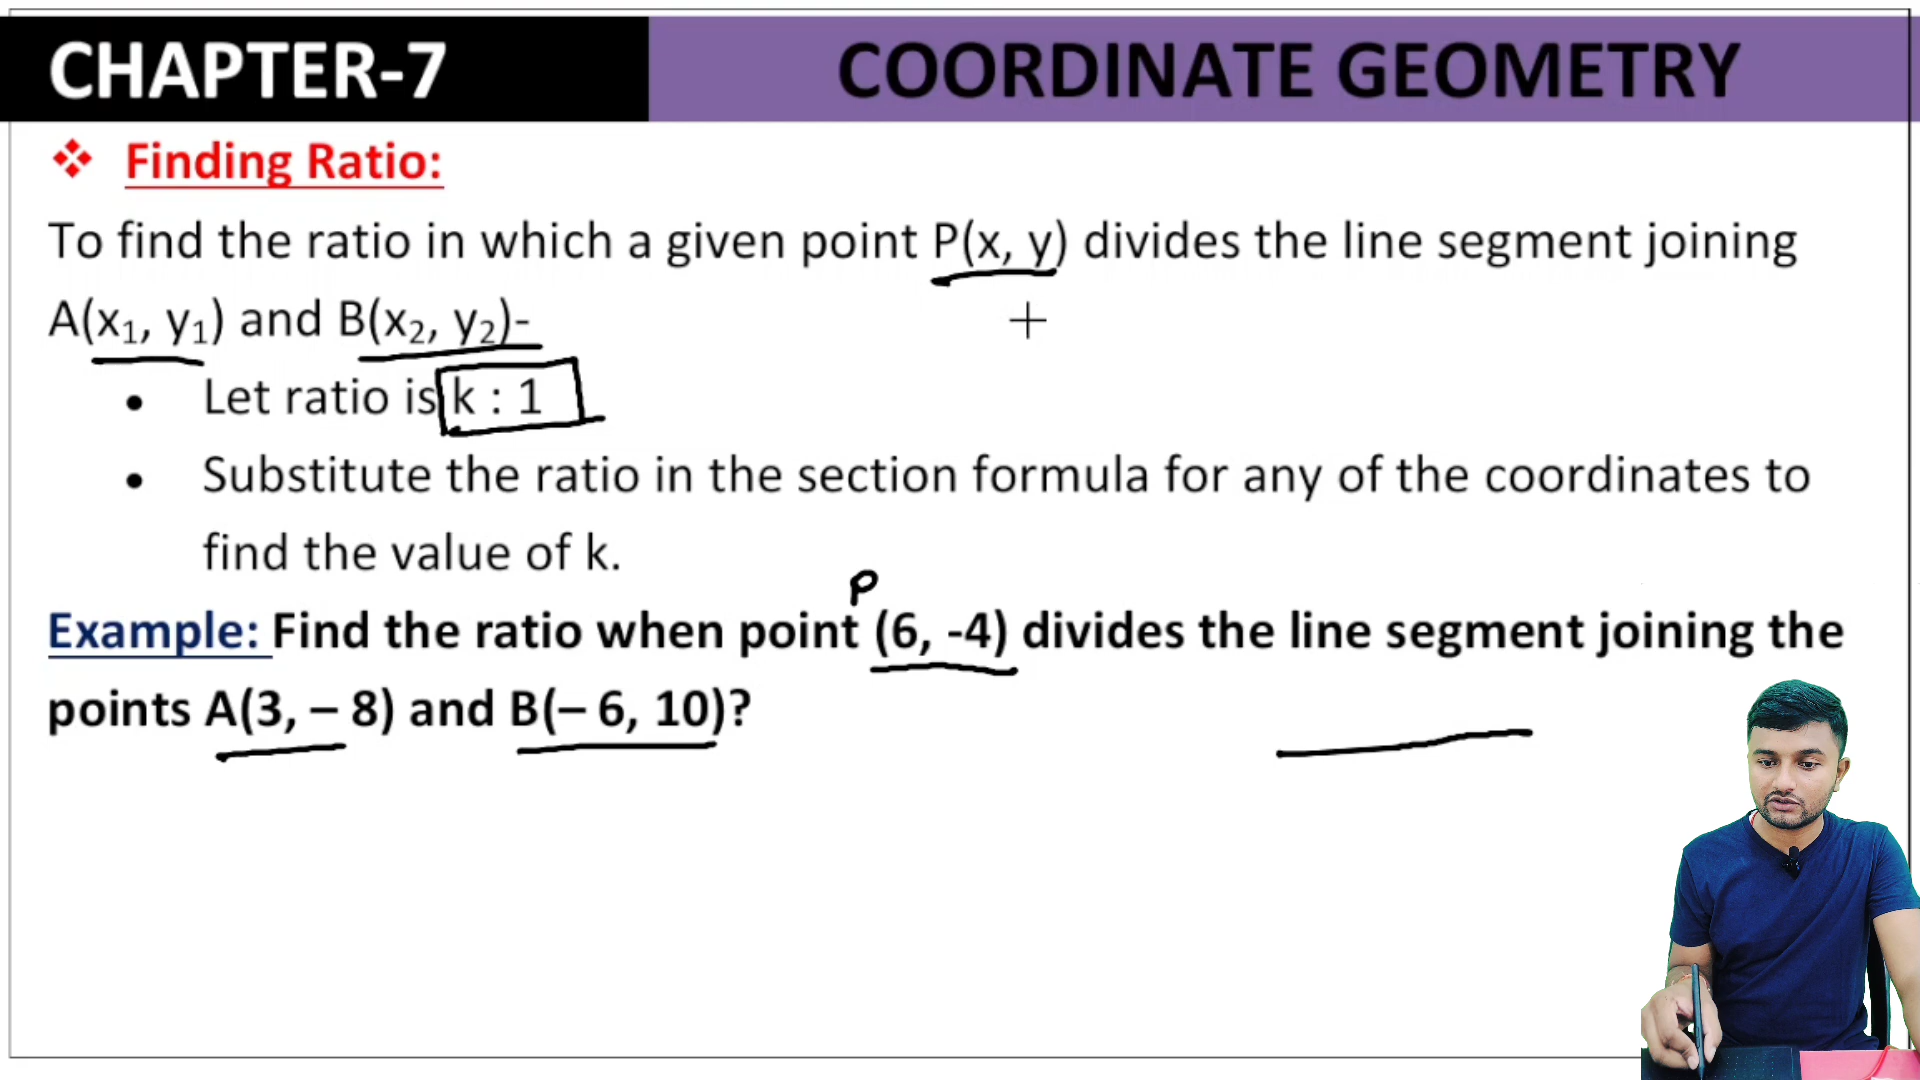 CHAPTER-7 COORDINATE GEOMETRY
❖ Finding Ratio:
To find the ratio in which a given point P(x, y) divides the line segment joining
A(x₁, y₁) and B(x₂, y₂)-
• Let ratio is k : 1
• Substitute the ratio in the section formula for any of the coordinates to
find the value of k.
P
Example: Find the ratio when point (6, -4) divides the line segment joining the
points A(3, – 8) and B(– 6, 10)?